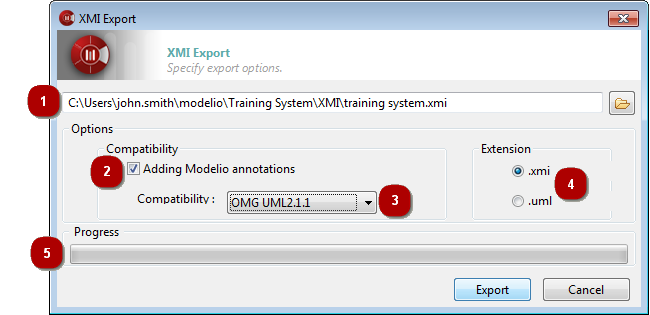 XMI Export
XMI Export
Specify export options.
1
C:\Users\john.smith\modelio\Training System\XMI\training system.xmi
Options
Compatibility
Extension
2
Adding Modelio annotations
.xmi
4
Compatibility :
OMG UML2.1.1
3
.uml
Progress
5
Export
Cancel